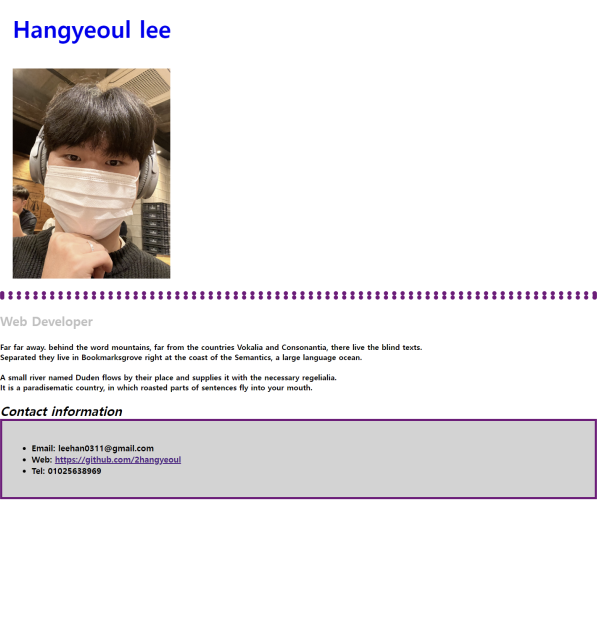 Hangyeoul lee
Web Developer
Far far away. behind the word mountains, far from the countries Vokalia and Consonantia, there live the blind texts.
Separated they live in Bookmarksgrove right at the coast of the Semantics, a large language ocean.
A small river named Duden flows by their place and supplies it with the necessary regelialia.
It is a paradisematic country, in which roasted parts of sentences fly into your mouth.
Contact information
Email: leehan0311@gmail.com
Web: https://github.com/2hangyeoul
Tel: 01025638969